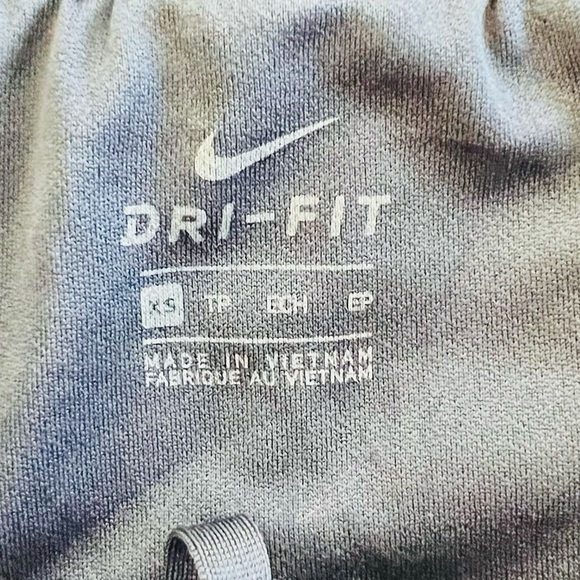 DRI-FIT
XS TP ECH EP
MADE IN VIETNAM
FABRIQUE AU VIETNAM